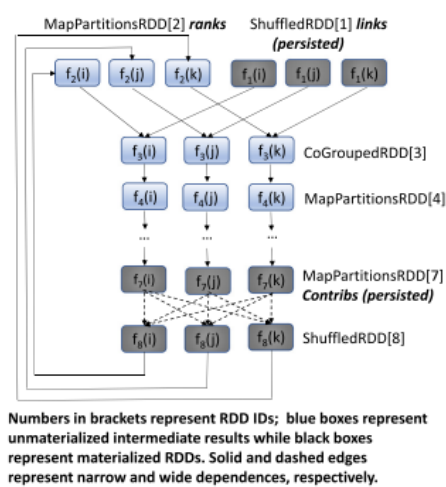 MapPartitionsRDD[2] ranks ShuffledRDD[1] links
(persisted)
f2(i) f2(j) f2(k) f1(i) f1(j) f1(k)
f3(i) f3(j) f3(k) CoGroupedRDD[3]
f4(i) f4(j) f4(k) MapPartitionsRDD[4]
... ... ...
f7(i) f7(j) f7(k) MapPartitionsRDD[7]
Contribs (persisted)
f8(i) f8(j) f8(k) ShuffledRDD[8]
Numbers in brackets represent RDD IDs; blue boxes represent
unmaterialized intermediate results while black boxes
represent materialized RDDs. Solid and dashed edges
represent narrow and wide dependences, respectively.